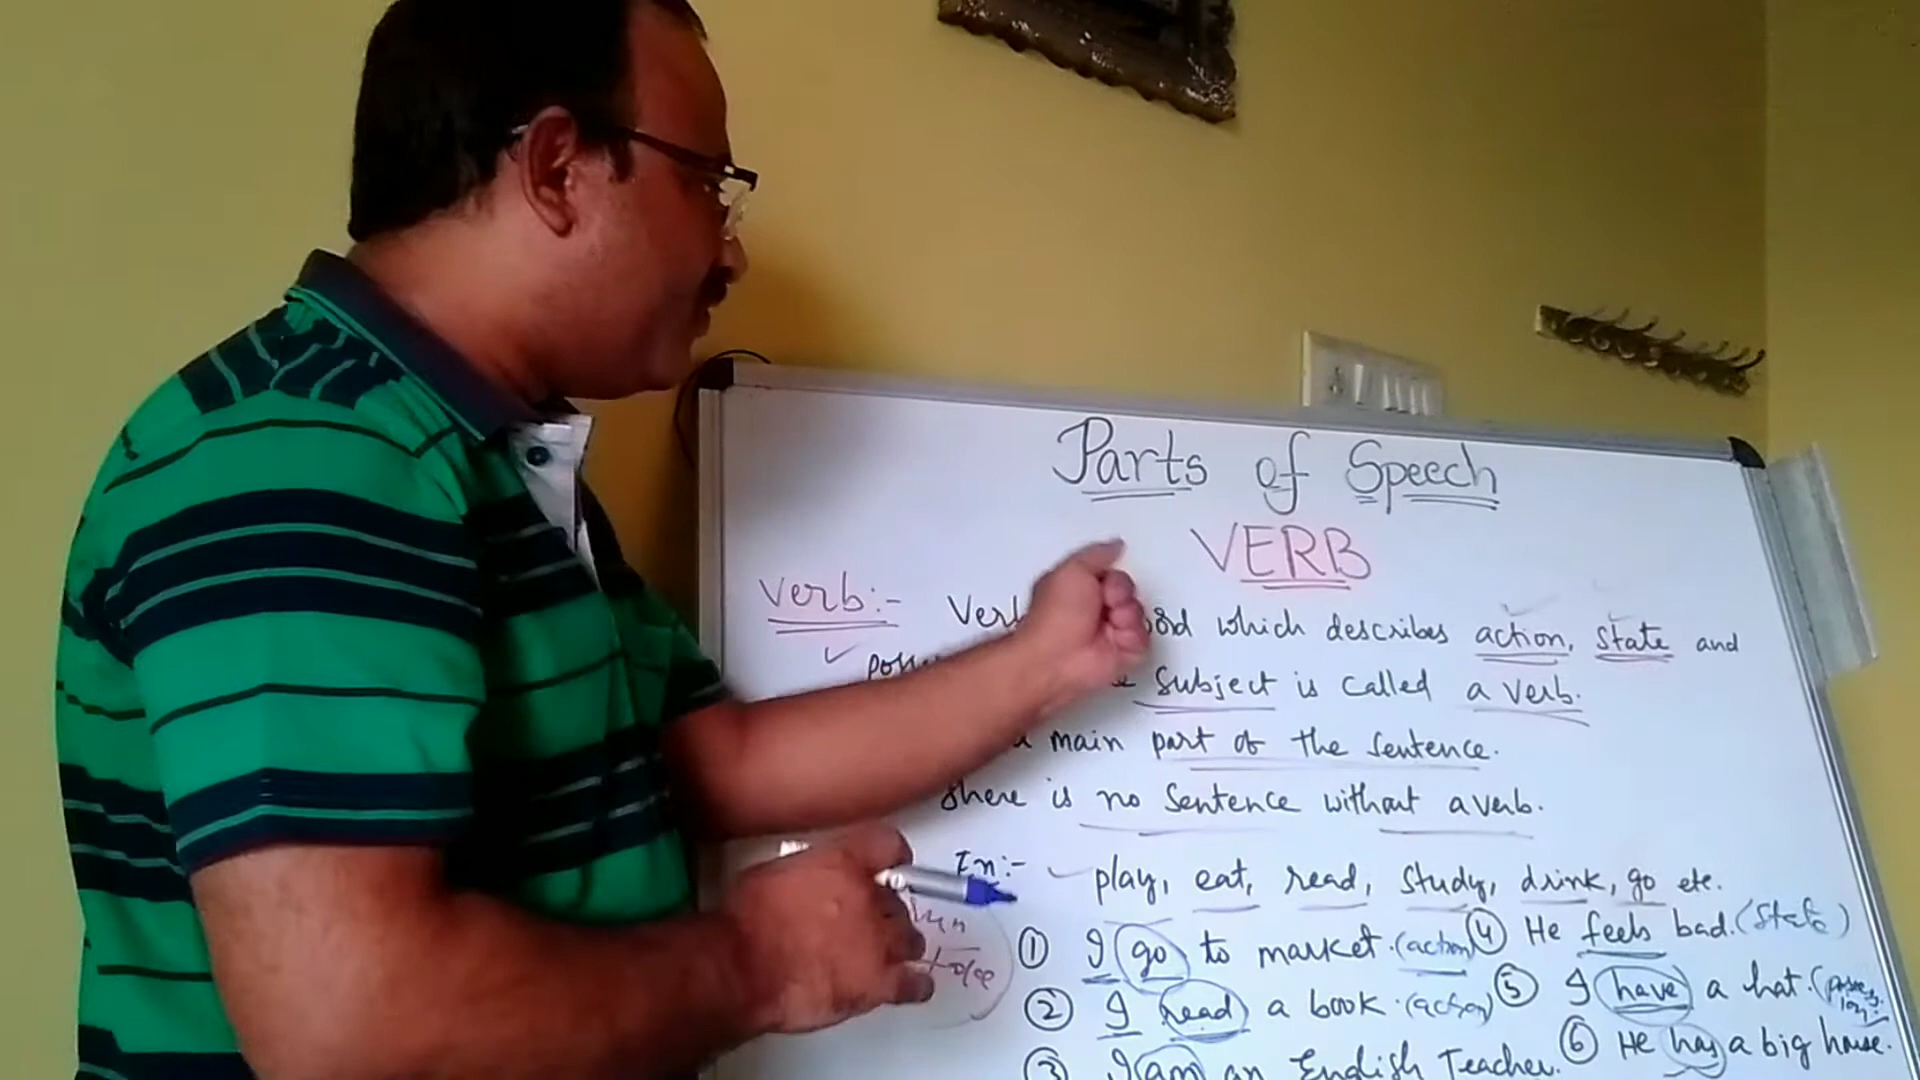 Parts of Speech
VERB
Verb:- Verb word which describes action, state and
subject is called a verb.
main part of the sentence.
There is no sentence without a verb.
Ex:- play, eat, read, study, drink, go etc.
① I go to market. (action)
④ He feels bad. (state)
② I read a book. (action)
⑤ I have a hat.
③ I am an English Teacher.
⑥ He has a big house.